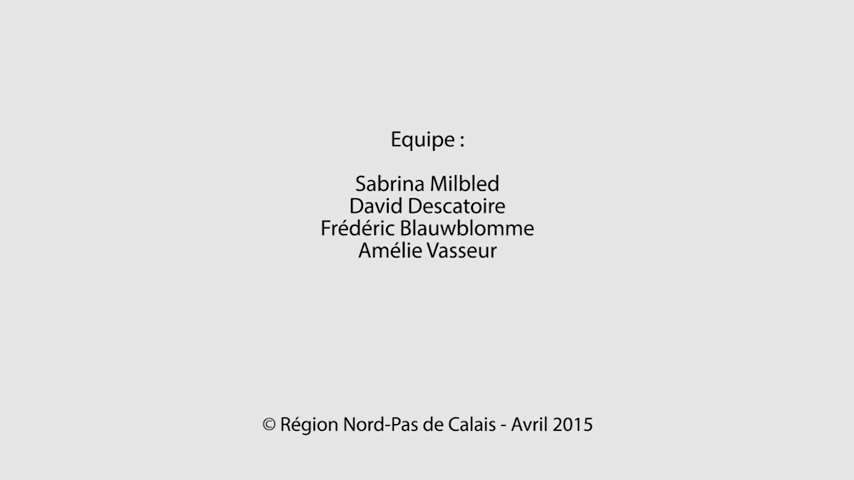 Equipe :
Sabrina Milbled
David Descatoire
Frédéric Blauwblomme
Amélie Vasseur
© Région Nord-Pas de Calais - Avril 2015